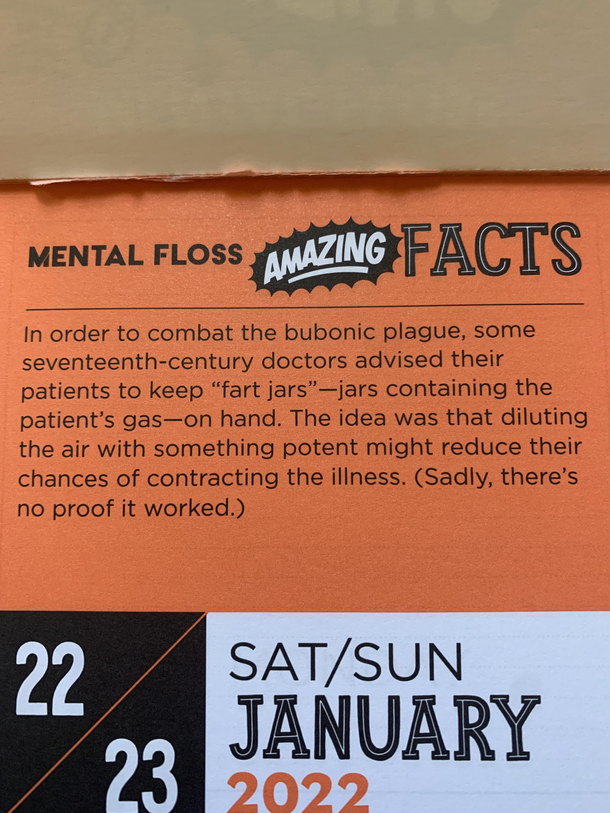 MENTAL FLOSS AMAZING FACTS
In order to combat the bubonic plague, some
seventeenth-century doctors advised their
patients to keep “fart jars”—jars containing the
patient’s gas—on hand. The idea was that diluting
the air with something potent might reduce their
chances of contracting the illness. (Sadly, there’s
no proof it worked.)
22
23
SAT/SUN
JANUARY
2022